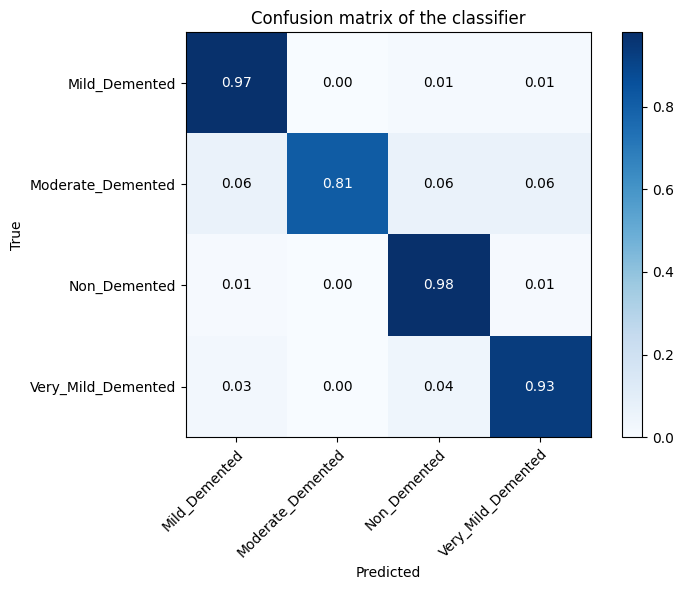 Confusion matrix of the classifier
Mild_Demented 0.97 0.00 0.01 0.01
Moderate_Demented 0.06 0.81 0.06 0.06
Non_Demented 0.01 0.00 0.98 0.01
Very_Mild_Demented 0.03 0.00 0.04 0.93
True
Mild_Demented Moderate_Demented Non_Demented Very_Mild_Demented
Predicted
0.8
0.6
0.4
0.2
0.0